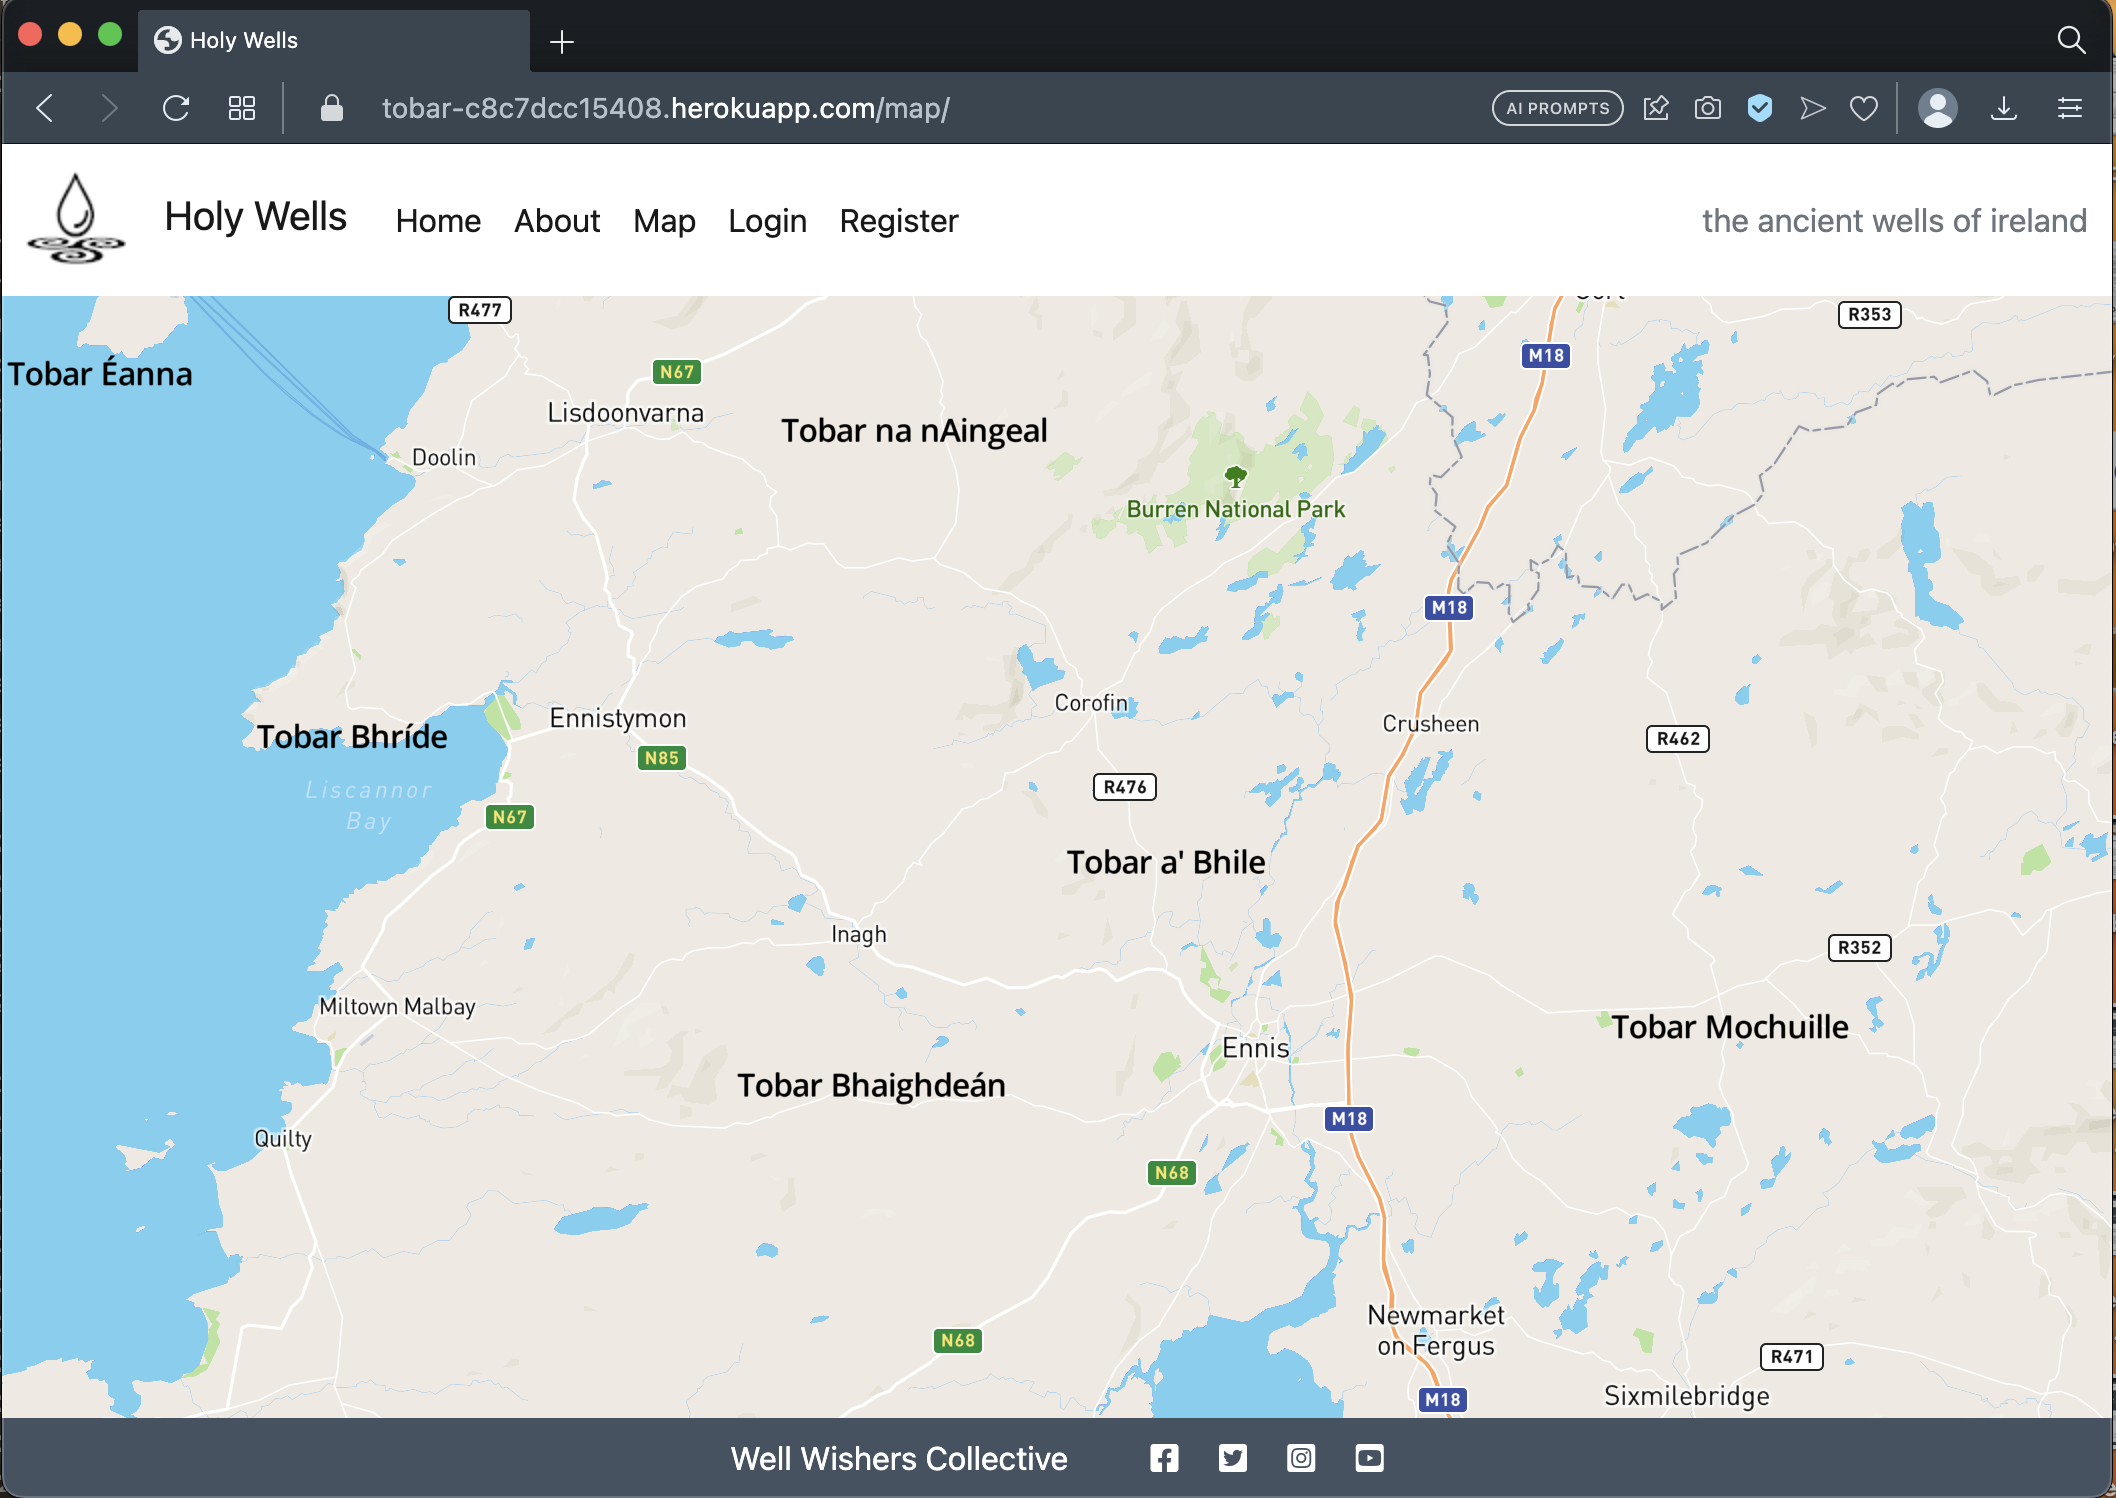 Holy Wells
tobar-c8c7dcc15408.herokuapp.com/map/
AI PROMPTS
Holy Wells
Home
About
Map
Login
Register
the ancient wells of ireland
R477
R353
M18
Tobar Éanna
N67
Lisdoonvarna
Tobar na nAingeal
Doolin
Burren National Park
M18
Corofin
Ennistymon
Crusheen
Tobar Bhríde
R462
N85
Liscannor
Bay
R476
N67
Tobar a' Bhile
Inagh
R352
Miltown Malbay
Tobar Mochuille
Ennis
Tobar Bhaighdeán
M18
Quilty
N68
Newmarket
on Fergus
N68
R471
Sixmilebridge
M18
Well Wishers Collective